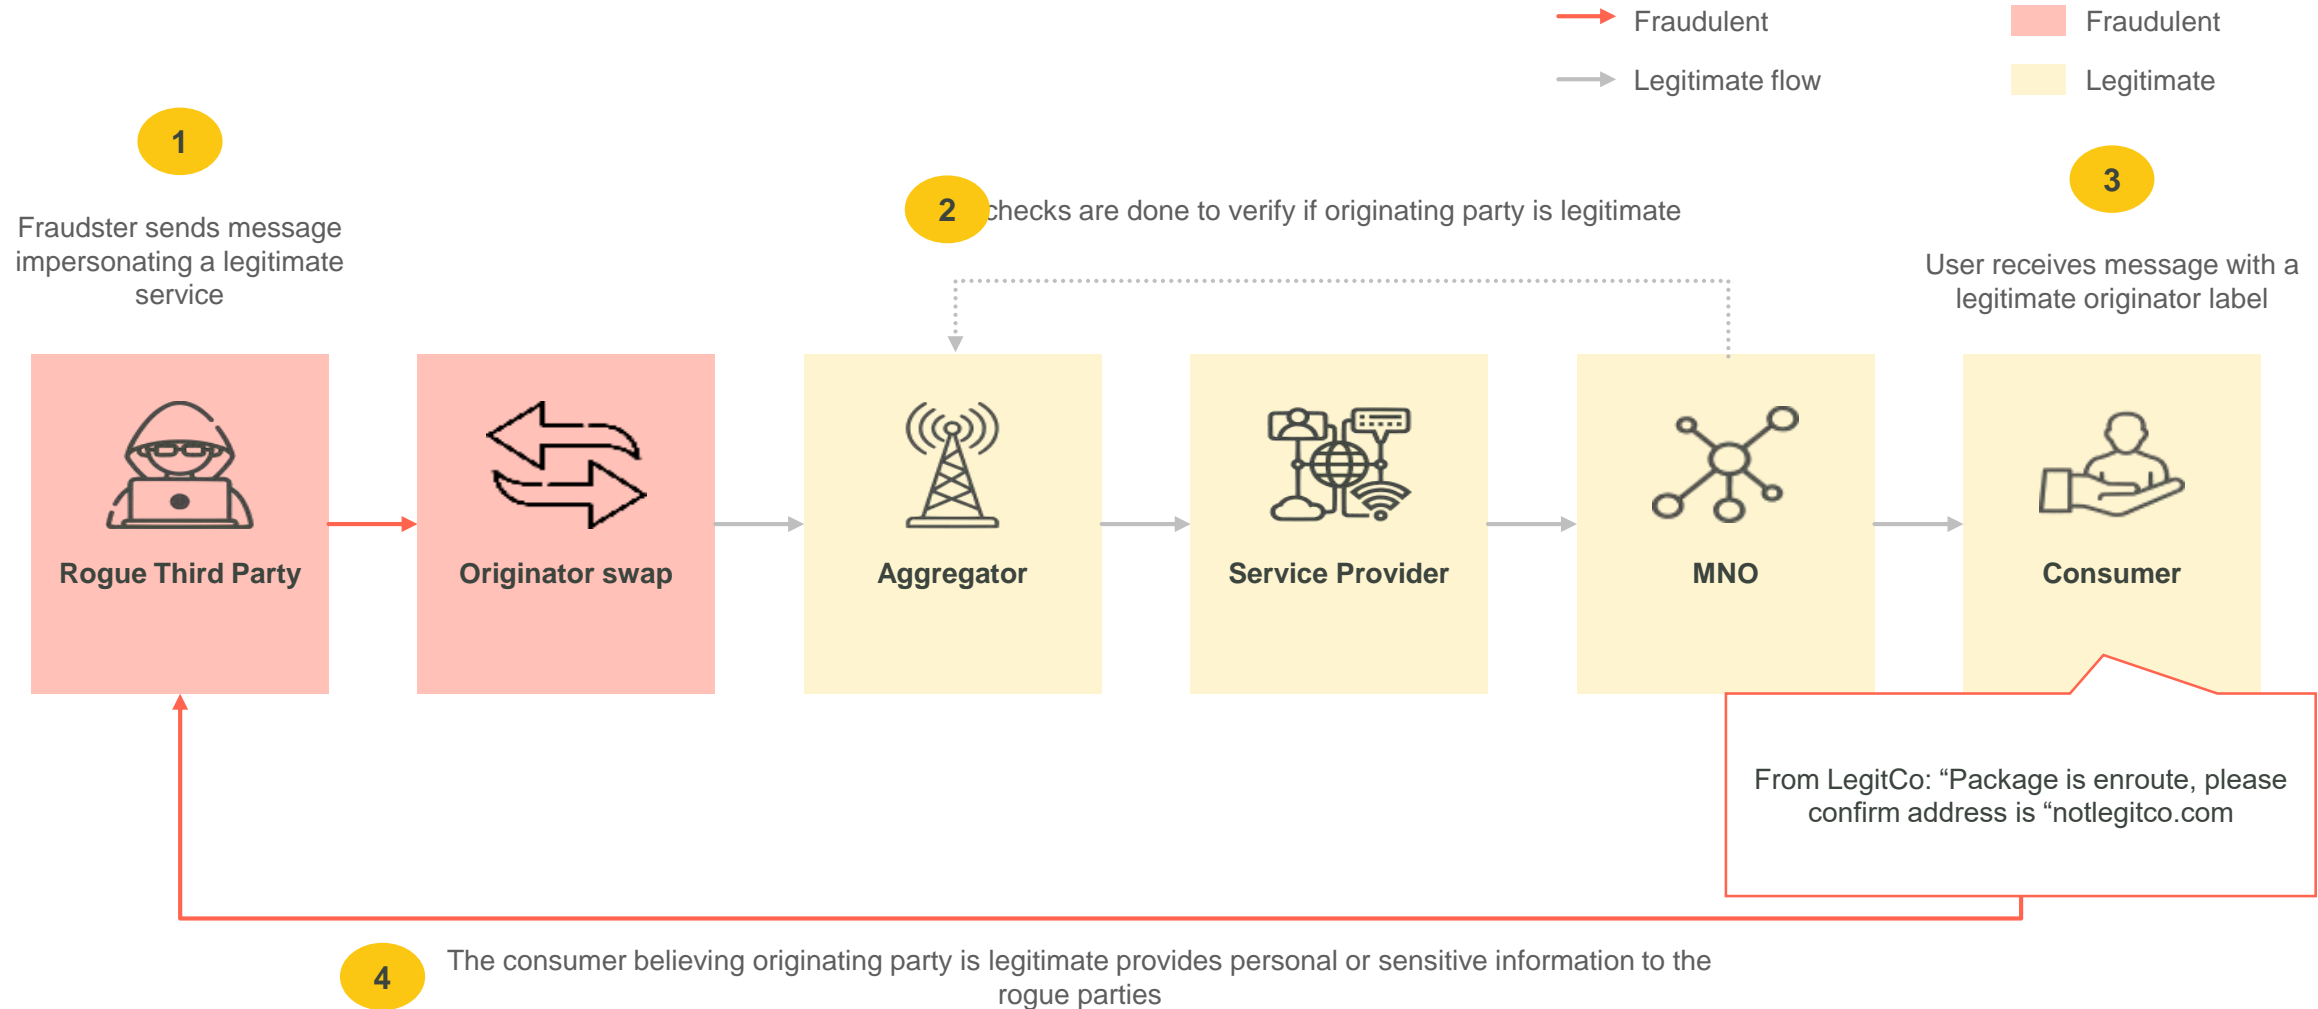 Fraudulent
Fraudulent
Legitimate flow
Legitimate
1
Fraudster sends message
impersonating a legitimate
service
2
checks are done to verify if originating party is legitimate
3
User receives message with a
legitimate originator label
Rogue Third Party
Originator swap
Aggregator
Service Provider
MNO
Consumer
From LegitCo: “Package is enroute, please
confirm address is “notlegitco.com
4
The consumer believing originating party is legitimate provides personal or sensitive information to the
rogue parties